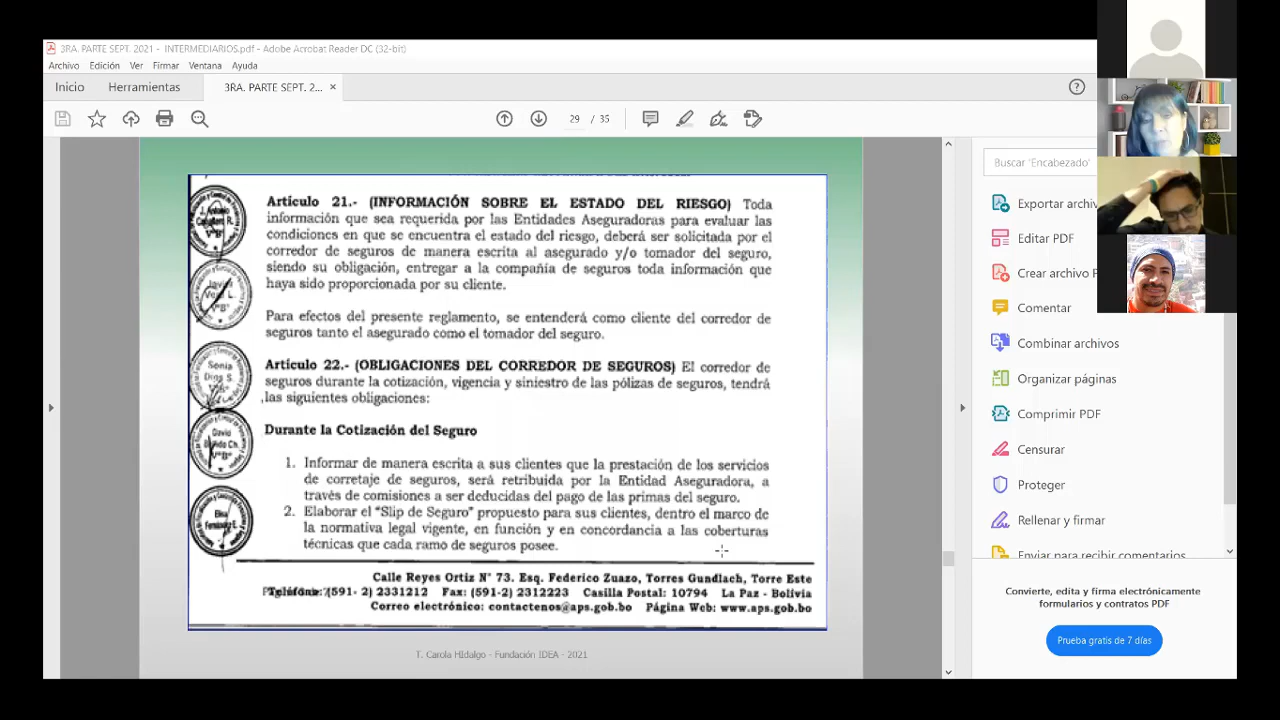 3RA. PARTE SEPT. 2021 - INTERMEDIARIOS.pdf - Adobe Acrobat Reader DC (32-bit)
Archivo Edición Ver Firmar Ventana Ayuda
Inicio Herramientas 3RA. PARTE SEPT. 2... ×
29 / 35
Artículo 21.- (INFORMACIÓN SOBRE EL ESTADO DEL RIESGO) Toda
información que sea requerida por las Entidades Aseguradoras para evaluar las
condiciones en que se encuentra el estado del riesgo, deberá ser solicitada por el
corredor de seguros de manera escrita al asegurado y/o tomador del seguro,
siendo su obligación, entregar a la compañía de seguros toda información que
haya sido proporcionada por su cliente.
Para efectos del presente reglamento, se entenderá como cliente del corredor de
seguros tanto el asegurado como el tomador del seguro.
Artículo 22.- (OBLIGACIONES DEL CORREDOR DE SEGUROS) El corredor de
seguros durante la cotización, vigencia y siniestro de las pólizas de seguros, tendrá
las siguientes obligaciones:
Durante la Cotización del Seguro
1. Informar de manera escrita a sus clientes que la prestación de los servicios
de corretaje de seguros, será retribuida por la Entidad Aseguradora, a
través de comisiones a ser deducidas del pago de las primas del seguro.
2. Elaborar el "Slip de Seguro" propuesto para sus clientes, dentro el marco de
la normativa legal vigente, en función y en concordancia a las coberturas
técnicas que cada ramo de seguros posee.
Calle Reyes Ortiz N° 73. Esq. Federico Zuazo, Torres Gundlach, Torre Este
(591- 2) 2331212 Fax: (591-2) 2312223 Casilla Postal: 10794 La Paz - Bolivia
Correo electrónico: contactenos@aps.gob.bo Página Web: www.aps.gob.bo
T. Carola Hidalgo - Fundación IDEA - 2021
Buscar 'Encabezado'
Exportar archiv
Editar PDF
Crear archivo P
Comentar
Combinar archivos
Organizar páginas
Comprimir PDF
Censurar
Proteger
Rellenar y firmar
Enviar para recibir comentarios
Convierte, edita y firma electrónicamente
formularios y contratos PDF
Prueba gratis de 7 días